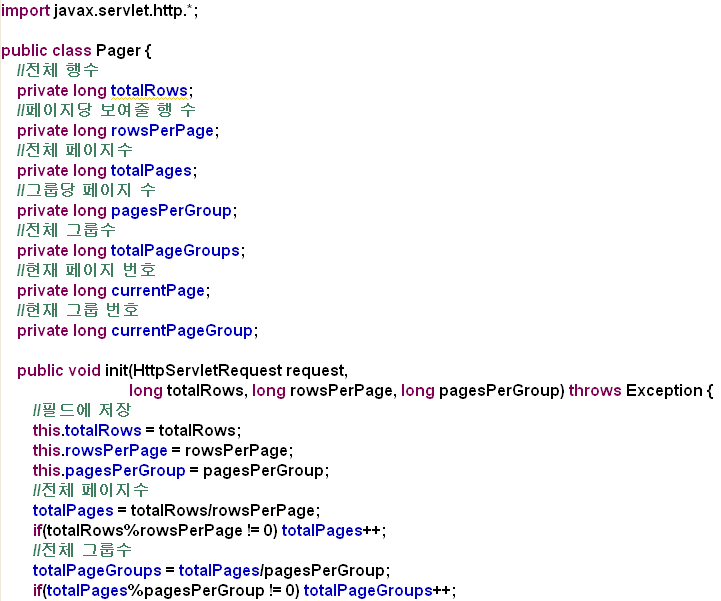 import javax.servlet.http.*;

public class Pager {
    //전체 행수
    private long totalRows;
    //페이지당 보여줄 행 수
    private long rowsPerPage;
    //전체 페이지수
    private long totalPages;
    //그룹당 페이지 수
    private long pagesPerGroup;
    //전체 그룹수
    private long totalPageGroups;
    //현재 페이지 번호
    private long currentPage;
    //현재 그룹 번호
    private long currentPageGroup;

    public void init(HttpServletRequest request,
                                long totalRows, long rowsPerPage, long pagesPerGroup) throws Exception {
        //필드에 저장
        this.totalRows = totalRows;
        this.rowsPerPage = rowsPerPage;
        this.pagesPerGroup = pagesPerGroup;
        //전체 페이지수
        totalPages = totalRows/rowsPerPage;
        if(totalRows%rowsPerPage != 0) totalPages++;
        //전체 그룹수
        totalPageGroups = totalPages/pagesPerGroup;
        if(totalPages%pagesPerGroup != 0) totalPageGroups++;